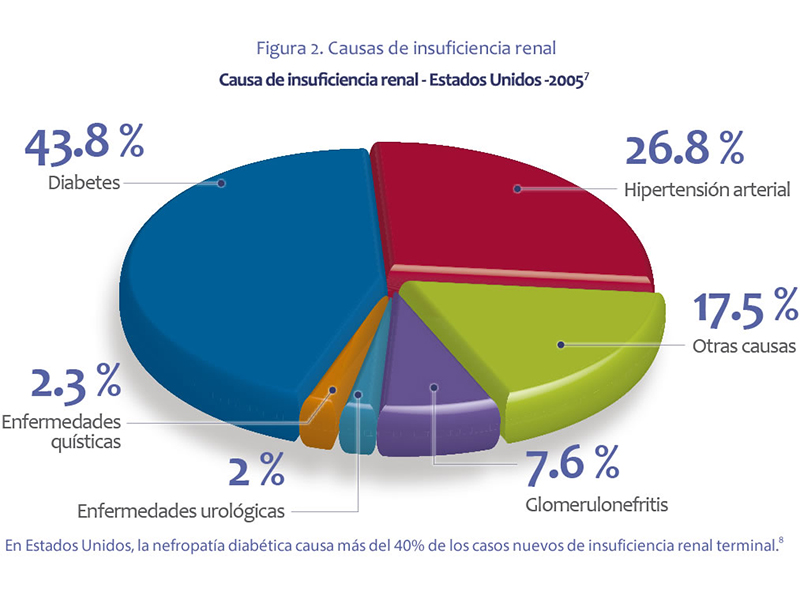 Figura 2. Causas de insuficiencia renal
Causa de insuficiencia renal - Estados Unidos -2005⁷
43.8 %
Diabetes
26.8 %
Hipertensión arterial
17.5 %
Otras causas
2.3 %
Enfermedades
quísticas
2 %
Enfermedades urológicas
7.6 %
Glomerulonefritis
En Estados Unidos, la nefropatía diabética causa más del 40% de los casos nuevos de insuficiencia renal terminal.⁸